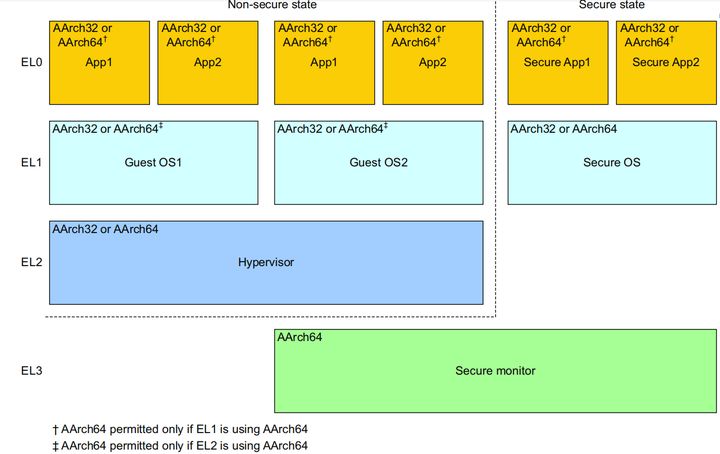 Non-secure state
Secure state
EL0
AArch32 or
AArch64†
App1
AArch32 or
AArch64†
App2
AArch32 or
AArch64†
App1
AArch32 or
AArch64†
App2
AArch32 or
AArch64†
Secure App1
AArch32 or
AArch64†
Secure App2
EL1
AArch32 or AArch64‡
Guest OS1
AArch32 or AArch64‡
Guest OS2
AArch32 or AArch64
Secure OS
EL2
AArch32 or AArch64
Hypervisor
EL3
AArch64
Secure monitor
† AArch64 permitted only if EL1 is using AArch64
‡ AArch64 permitted only if EL2 is using AArch64